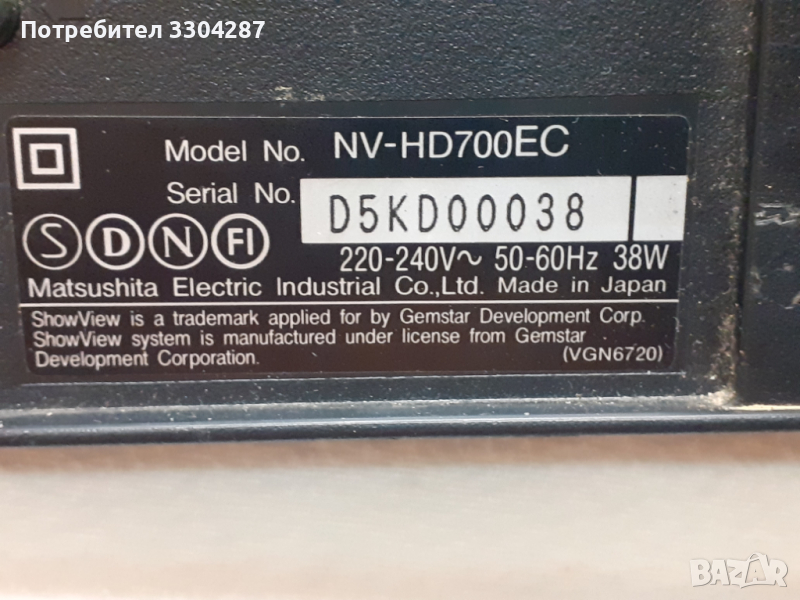 Потребител 3304287
Model No. NV-HD700EC
Serial No. D5KD00038
S D N FI
220-240V~ 50-60Hz 38W
Matsushita Electric Industrial Co.,Ltd. Made in Japan
ShowView is a trademark applied for by Gemstar Development Corp.
ShowView system is manufactured under license from Gemstar
Development Corporation. (VGN6720)
BAZAR